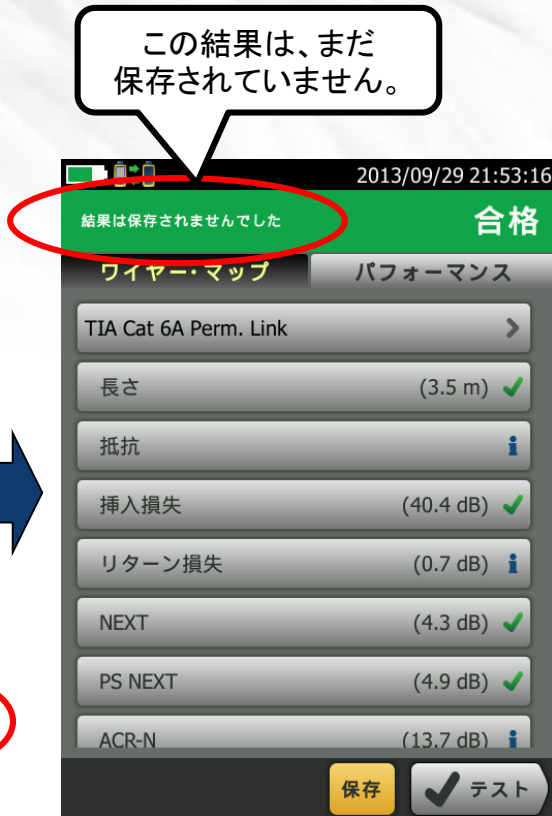 この結果は、まだ
保存されていません。
2013/09/29 21:53:16
結果は保存されませんでした
合格
ワイヤー・マップ
パフォーマンス
TIA Cat 6A Perm. Link
長さ (3.5 m)
抵抗
挿入損失 (40.4 dB)
リターン損失 (0.7 dB)
NEXT (4.3 dB)
PS NEXT (4.9 dB)
ACR-N (13.7 dB)
保存
テスト